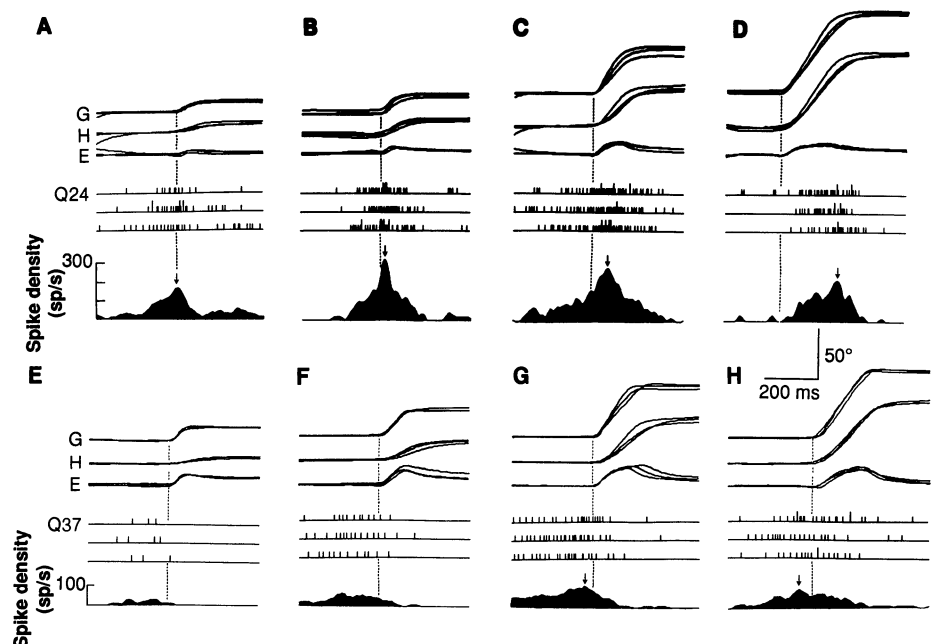 A
B
C
D
G
H
E
Q24
Spike density
(sp/s)
300
50°
200 ms
E
F
G
H
G
H
E
Q37
Spike density
(sp/s)
100